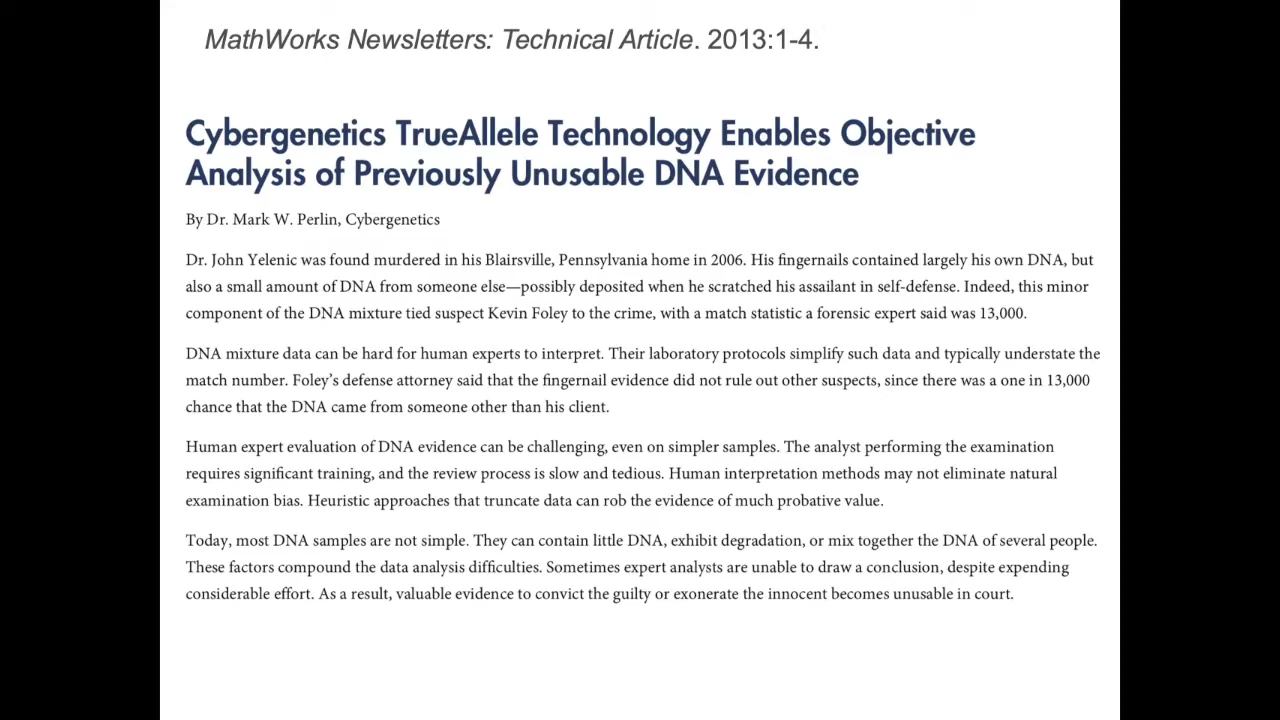 MathWorks Newsletters: Technical Article. 2013:1-4.
Cybergenetics TrueAllele Technology Enables Objective
Analysis of Previously Unusable DNA Evidence
By Dr. Mark W. Perlin, Cybergenetics
Dr. John Yelenic was found murdered in his Blairsville, Pennsylvania home in 2006. His fingernails contained largely his own DNA, but
also a small amount of DNA from someone else—possibly deposited when he scratched his assailant in self-defense. Indeed, this minor
component of the DNA mixture tied suspect Kevin Foley to the crime, with a match statistic a forensic expert said was 13,000.
DNA mixture data can be hard for human experts to interpret. Their laboratory protocols simplify such data and typically understate the
match number. Foley’s defense attorney said that the fingernail evidence did not rule out other suspects, since there was a one in 13,000
chance that the DNA came from someone other than his client.
Human expert evaluation of DNA evidence can be challenging, even on simpler samples. The analyst performing the examination
requires significant training, and the review process is slow and tedious. Human interpretation methods may not eliminate natural
examination bias. Heuristic approaches that truncate data can rob the evidence of much probative value.
Today, most DNA samples are not simple. They can contain little DNA, exhibit degradation, or mix together the DNA of several people.
These factors compound the data analysis difficulties. Sometimes expert analysts are unable to draw a conclusion, despite expending
considerable effort. As a result, valuable evidence to convict the guilty or exonerate the innocent becomes unusable in court.